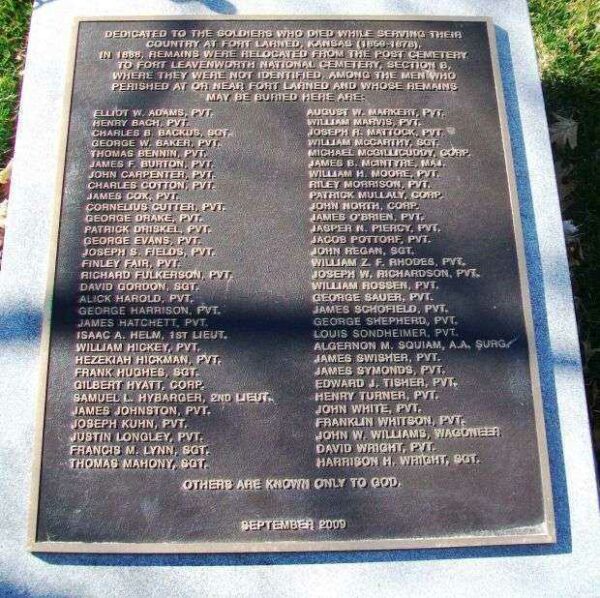 DEDICATED TO THE SOLDIERS WHO DIED WHILE SERVING THEIR
COUNTRY AT FORT LARNED, KANSAS (1859-1878).
IN 1888, REMAINS WERE RELOCATED FROM THE POST CEMETERY
TO FORT LEAVENWORTH NATIONAL CEMETERY, SECTION B,
WHERE THEY WERE NOT IDENTIFIED. AMONG THE MEN WHO
PERISHED AT OR NEAR FORT LARNED AND WHOSE REMAINS
MAY BE BURIED HERE ARE:
ELLIOT W. ADAMS, PVT.
HENRY BACH, PVT.
CHARLES B. BACKUS, SGT.
GEORGE W. BAKER, PVT.
THOMAS BENNIN, PVT.
JAMES F. BURTON, PVT.
JOHN CARPENTER, PVT.
CHARLES COTTON, PVT.
JAMES COX, PVT.
CORNELIUS CUTTER, PVT.
GEORGE DRAKE, PVT.
PATRICK DRISKEL, PVT.
GEORGE EVANS, PVT.
JOSEPH S. FIELDS, PVT.
FINLEY FAIR, PVT.
RICHARD FULKERSON, PVT.
DAVID GORDON, SGT.
ALICK HAROLD, PVT.
GEORGE HARRISON, PVT.
JAMES HATCHETT, PVT.
ISAAC A. HELM, 1ST LIEUT.
WILLIAM HICKEY, PVT.
HEZEKIAH HICKMAN, PVT.
FRANK HUGHES, SGT.
GILBERT HYATT, CORP.
SAMUEL L. HYBARGER, 2ND LIEUT.
JAMES JOHNSTON, PVT.
JOSEPH KUHN, PVT.
JUSTIN LONGLEY, PVT.
FRANCIS M. LYNN, SGT.
THOMAS MAHONY, SGT.
AUGUST W. MARKERT, PVT.
WILLIAM MARVIS, PVT.
JOSEPH R. MATTOCK, PVT.
WILLIAM McCARTHY, SGT.
MICHAEL McGILLICUDDY, CORP.
JAMES B. McINTYRE, MAJ.
WILLIAM H. MOORE, PVT.
RILEY MORRISON, PVT.
PATRICK MULLALY, CORP.
JOHN NORTH, CORP.
JAMES O'BRIEN, PVT.
JASPER N. PIERCY, PVT.
JACOB POTTORF, PVT.
JOHN REGAN, SGT.
WILLIAM Z. F. RHODES, PVT.
JOSEPH W. RICHARDSON, PVT.
WILLIAM ROSSEN, PVT.
GEORGE SAUER, PVT.
JAMES SCHOFIELD, PVT.
GEORGE SHEPHERD, PVT.
LOUIS SONDHEIMER, PVT.
ALGERNON M. SQUIAM, A.A. SURG.
JAMES SWISHER, PVT.
JAMES SYMONDS, PVT.
EDWARD J. TISHER, PVT.
HENRY TURNER, PVT.
JOHN WHITE, PVT.
FRANKLIN WHITSON, PVT.
JOHN W. WILLIAMS, WAGONEER
DAVID WRIGHT, PVT.
HARRISON H. WRIGHT, SGT.
OTHERS ARE KNOWN ONLY TO GOD.
SEPTEMBER 2009